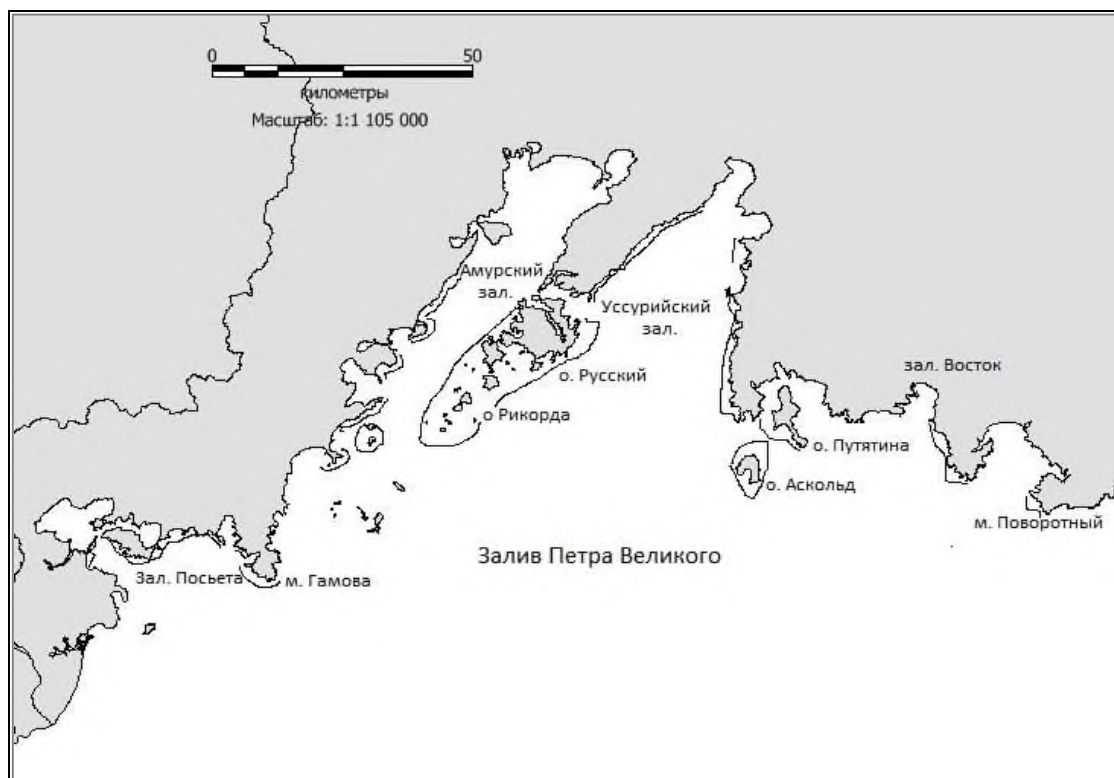 0 50
километры
Масштаб: 1:1 105 000
Амурский
зал.
Уссурийский
зал.
о. Русский
о Рикорда
зал. Восток
о. Путятина
о. Аскольд
м. Поворотный
Залив Петра Великого
Зал. Посьета
м. Гамова